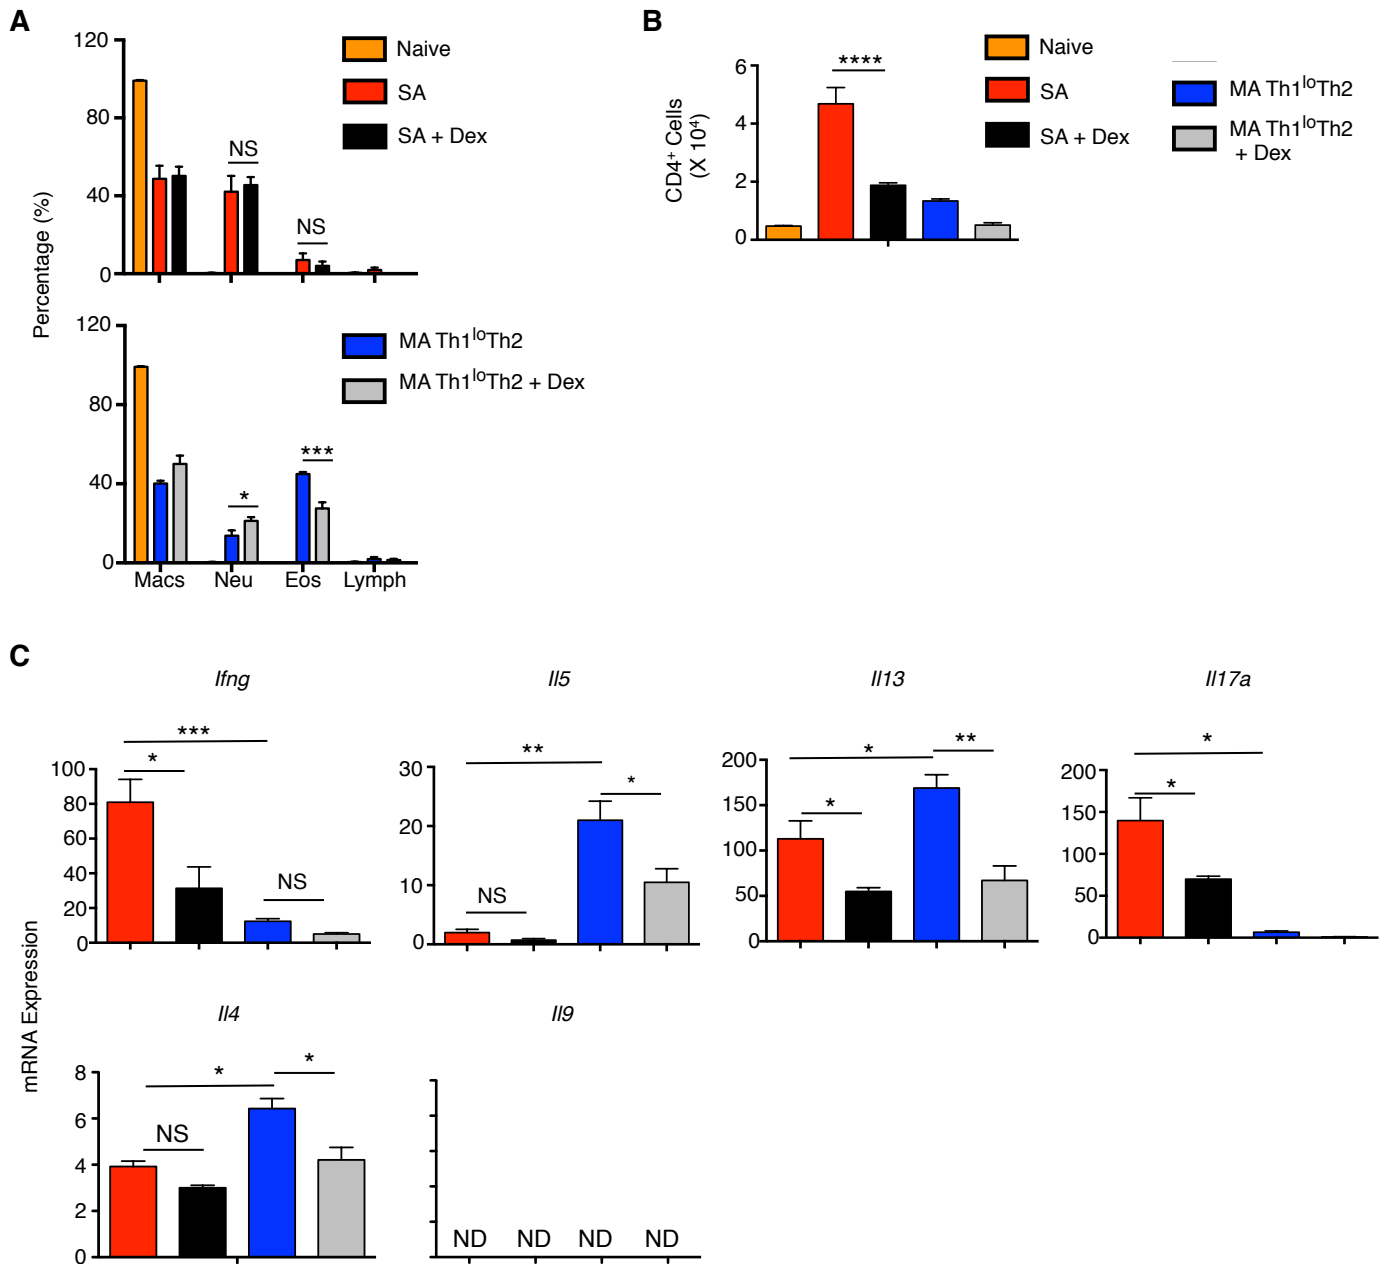 A
120
80
40
0
Percentage (%)
Naive
SA
SA + Dex
NS
NS
120
80
40
0
MA Th1loTh2
MA Th1loTh2 + Dex
*
***
Macs Neu Eos Lymph
B
6
4
2
0
CD4+ Cells
(X 104)
****
Naive
SA
SA + Dex
MA Th1loTh2
MA Th1loTh2
+ Dex
C
mRNA Expression
Ifng
***
*
NS
100
80
60
40
20
0
Il5
**
*
NS
30
20
10
0
Il13
*
**
*
200
150
100
50
0
Il17a
*
*
200
150
100
50
0
Il4
*
*
NS
8
6
4
2
0
Il9
ND ND ND ND